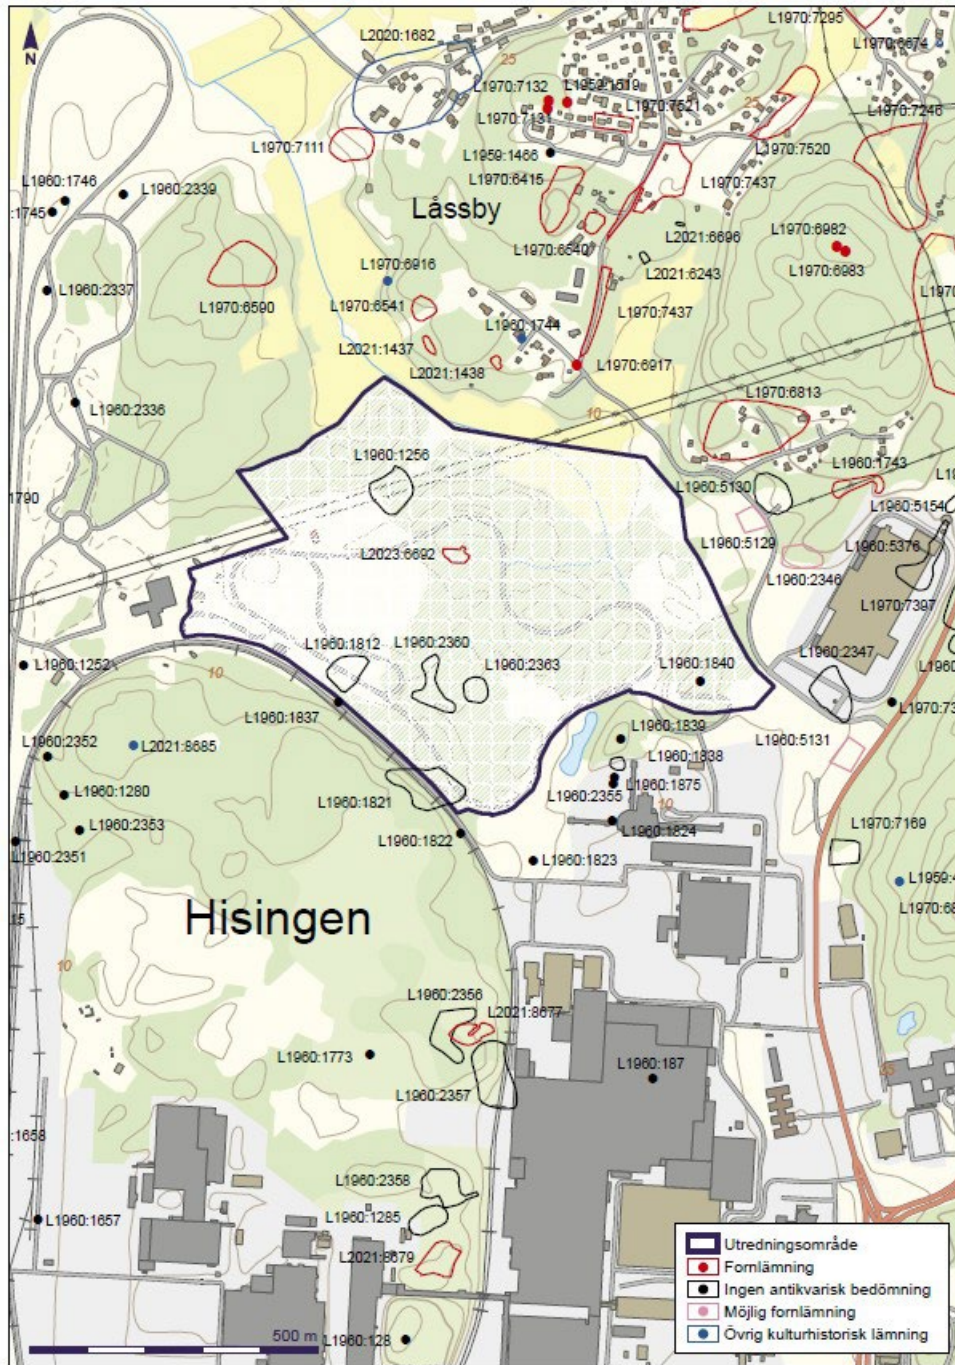 L1970:7295
L2020:1682
L1970:6674
25
L1970:7132
L1959:1519
L1970:7131
L1970:7521
25
L1970:7246
L1970:7111
L1959:1466
L1970:7520
L1960:1746
L1960:2339
L1970:6415
L1970:7437
:1745
Låssby
L1970:6982
L1970:6540
L2021:6696
L1970:6916
L1970:6983
L2021:6243
L1960:2337
L1970:6590
L1970:6541
L1970:7437
L1960:1744
L2021:1437
L2021:1438
L1970:6917
L1970:6813
L1960:2336
10
L1960:1256
L1960:1743
L1960:5130
:1790
L1960:5154
L1960:5129
L1960:5376
L2023:6692
L1960:2346
L1970:7397
L1960:1812
L1960:2360
L1960:2363
L1960:1840
L1960:2347
L1960:1252
10
L1960:1837
L1960:1839
L1960:5131
L1960:2352
L2021:8685
L1960:1838
L1960:1280
L1960:1821
L1960:2355
L1960:1875
10
L1960:2353
L1960:1824
L1960:2351
L1960:1822
L1970:7169
L1960:1823
Hisingen
10
L1960:2356
L2021:8677
L1960:1773
L1960:187
L1960:2357
:1658
L1960:2358
L1960:1285
L1960:1657
L2021:8679
L1960:128
500 m
N
Utredningsområde
Fornlämning
Ingen antikvarisk bedömning
Möjlig fornlämning
Övrig kulturhistorisk lämning